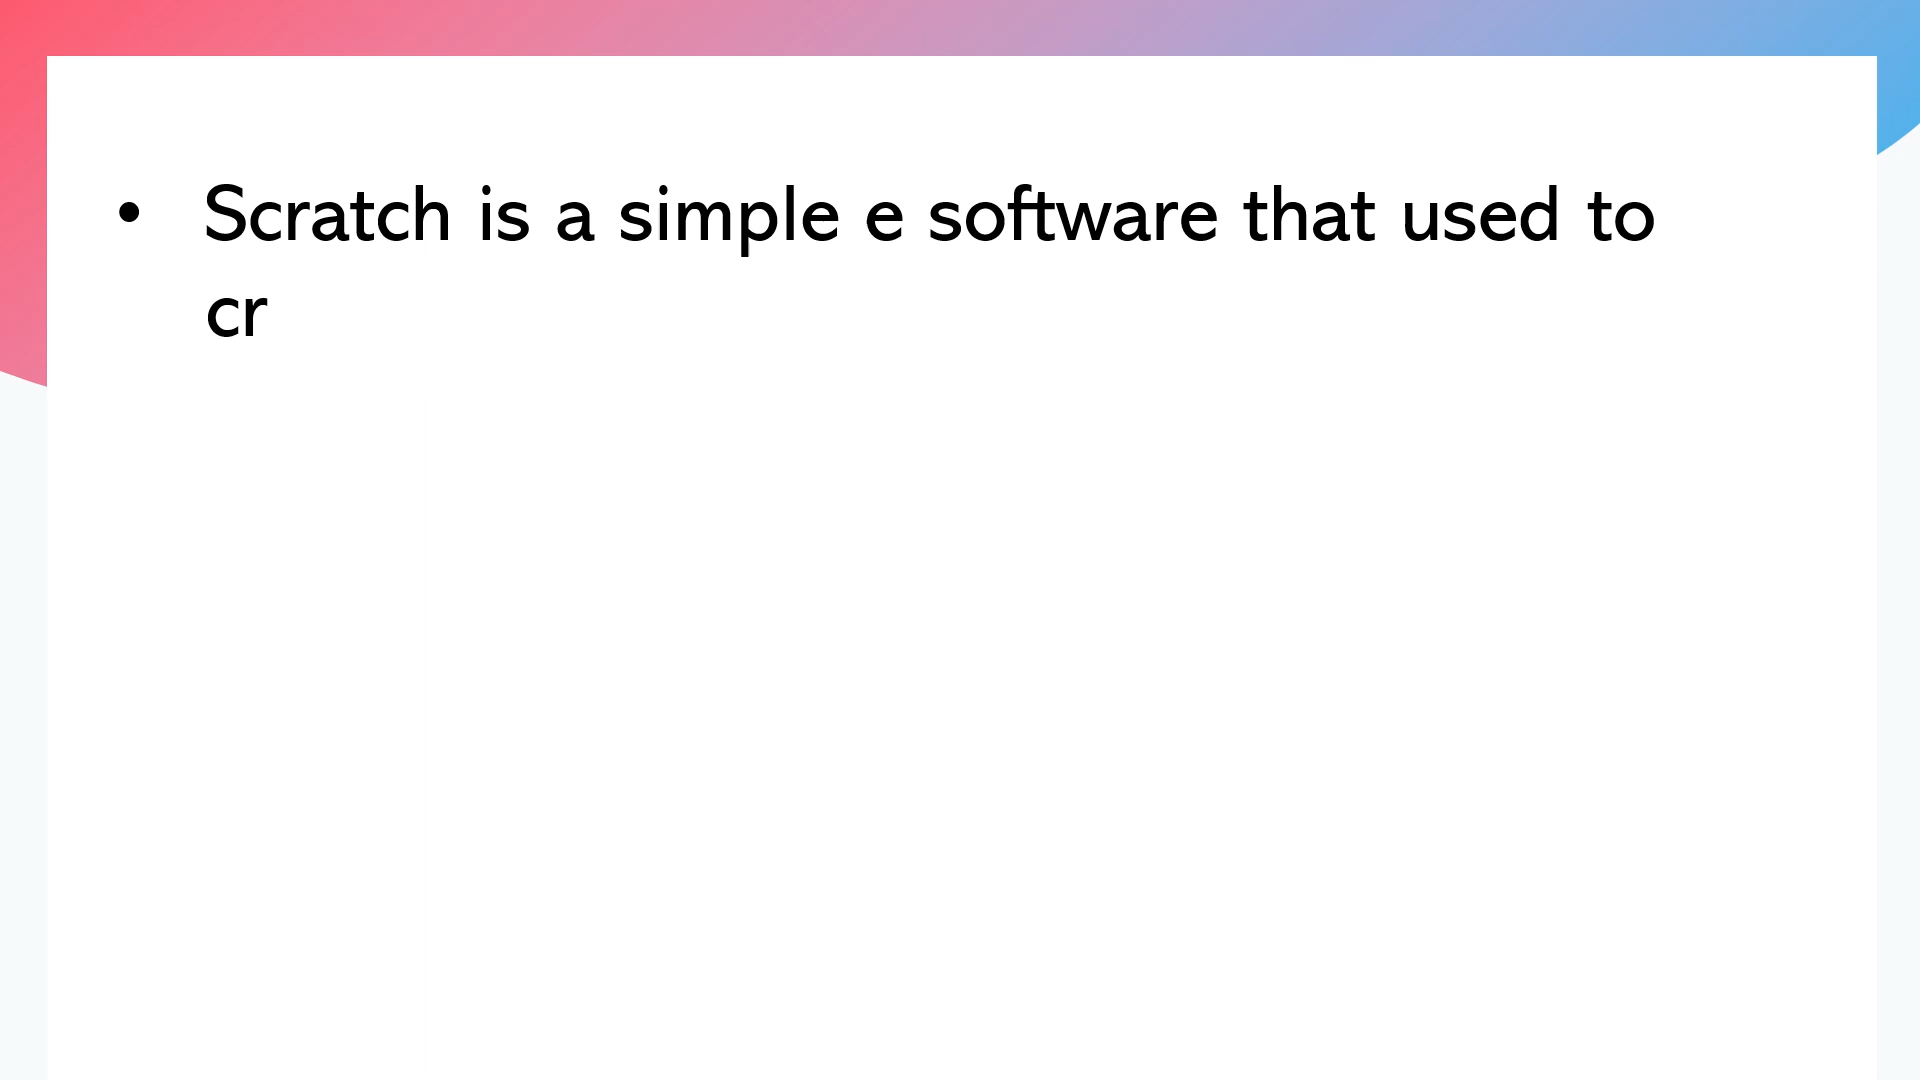 • Scratch is a simple e software that used to
cr